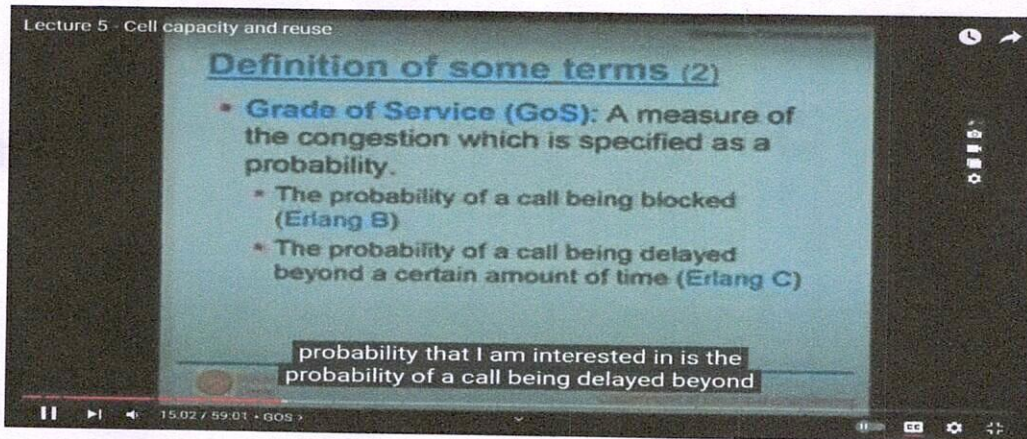 Lecture 5 - Cell capacity and reuse
Definition of some terms (2)
Grade of Service (GoS): A measure of
the congestion which is specified as a
probability.
The probability of a call being blocked
(Erlang B)
The probability of a call being delayed
beyond a certain amount of time (Erlang C)
probability that I am interested in is the
probability of a call being delayed beyond
15:02 / 59:01 • GOS ›
CC